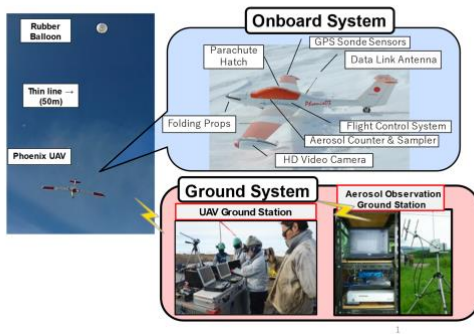 Rubber
Balloon
Thin line →
(50m)
Phoenix UAV
Onboard System
GPS Sonde Sensors
Parachute
Hatch
Data Link Antenna
Folding Props
Flight Control System
Aerosol Counter & Sampler
HD Video Camera
Ground System
UAV Ground Station
Aerosol Observation
Ground Station
1